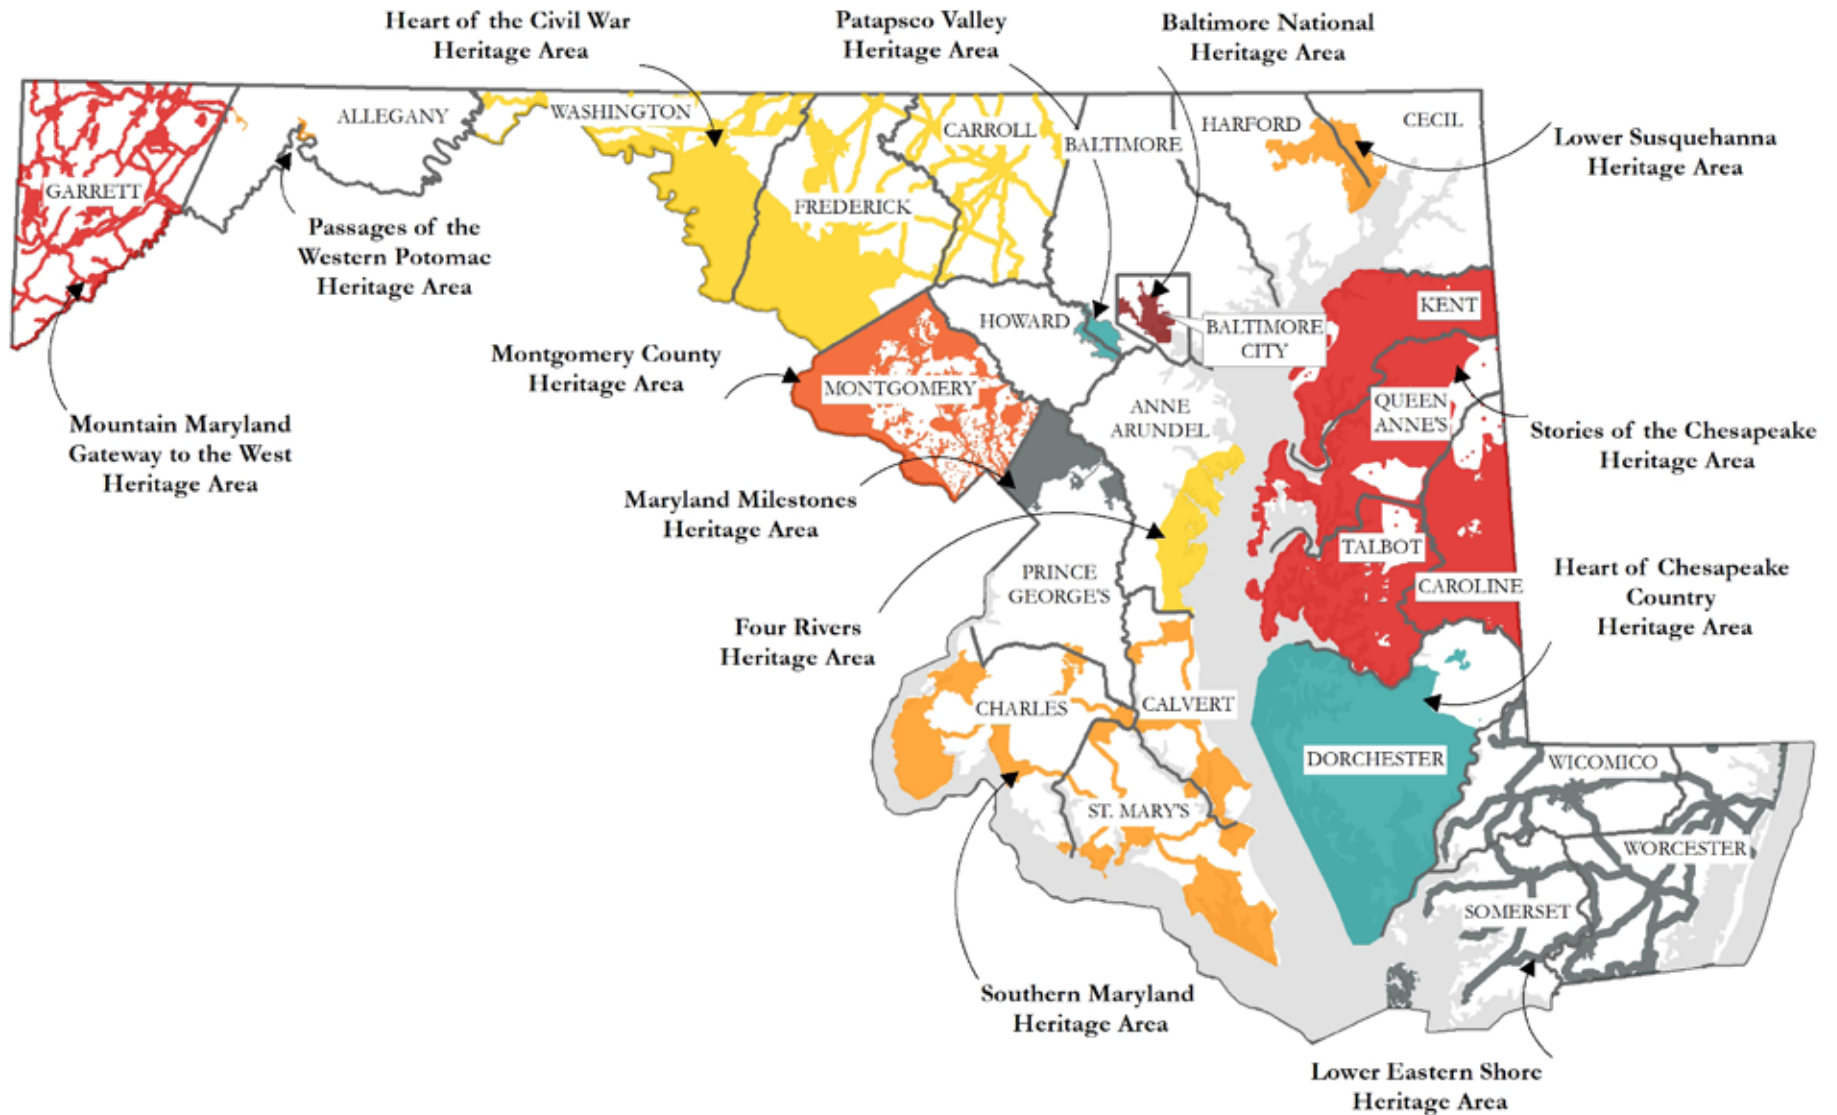 Heart of the Civil War
Heritage Area
Patapsco Valley
Heritage Area
Baltimore National
Heritage Area
WASHINGTON
ALLEGANY
CARROLL
BALTIMORE
HARFORD
CECIL
Lower Susquehanna
Heritage Area
GARRETT
FREDERICK
Passages of the
Western Potomac
Heritage Area
KENT
HOWARD
BALTIMORE
CITY
Montgomery County
Heritage Area
MONTGOMERY
ANNE
ARUNDEL
QUEEN
ANNE'S
Mountain Maryland
Gateway to the West
Heritage Area
Stories of the Chesapeake
Heritage Area
Maryland Milestones
Heritage Area
TALBOT
CAROLINE
Heart of Chesapeake
Country
Heritage Area
PRINCE
GEORGE'S
Four Rivers
Heritage Area
CHARLES
CALVERT
DORCHESTER
WICOMICO
ST. MARY'S
WORCESTER
SOMERSET
Southern Maryland
Heritage Area
Lower Eastern Shore
Heritage Area